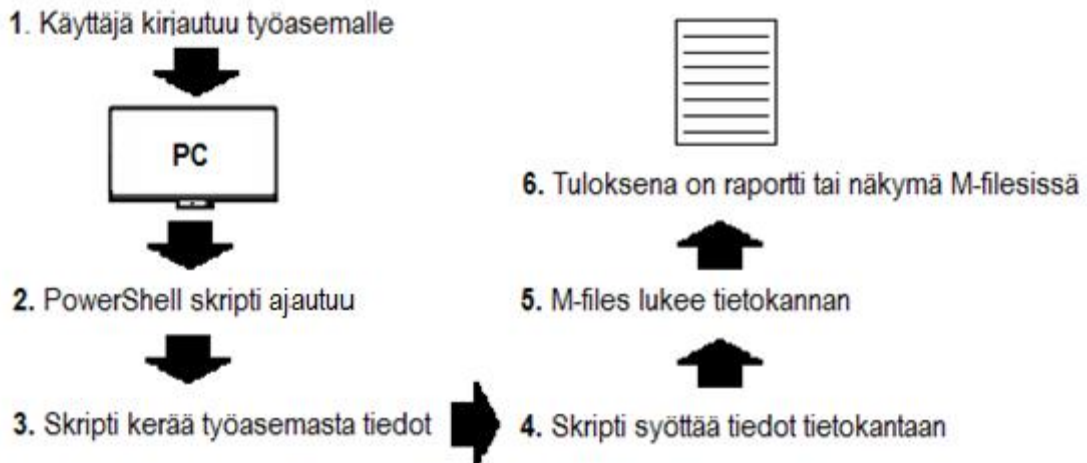 1. Käyttäjä kirjautuu työasemalle
PC
2. PowerShell skripti ajautuu
3. Skripti kerää työasemasta tiedot
4. Skripti syöttää tiedot tietokantaan
5. M-files lukee tietokannan
6. Tuloksena on raportti tai näkymä M-filesissä